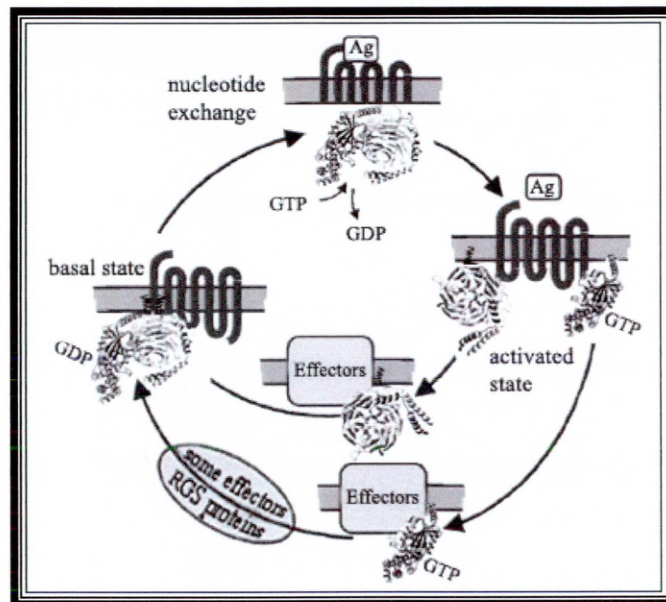 Ag
nucleotide
exchange
GTP
GDP
Ag
basal state
GDP
GTP
activated
state
Effectors
some effectors
RGS proteins
Effectors
GTP